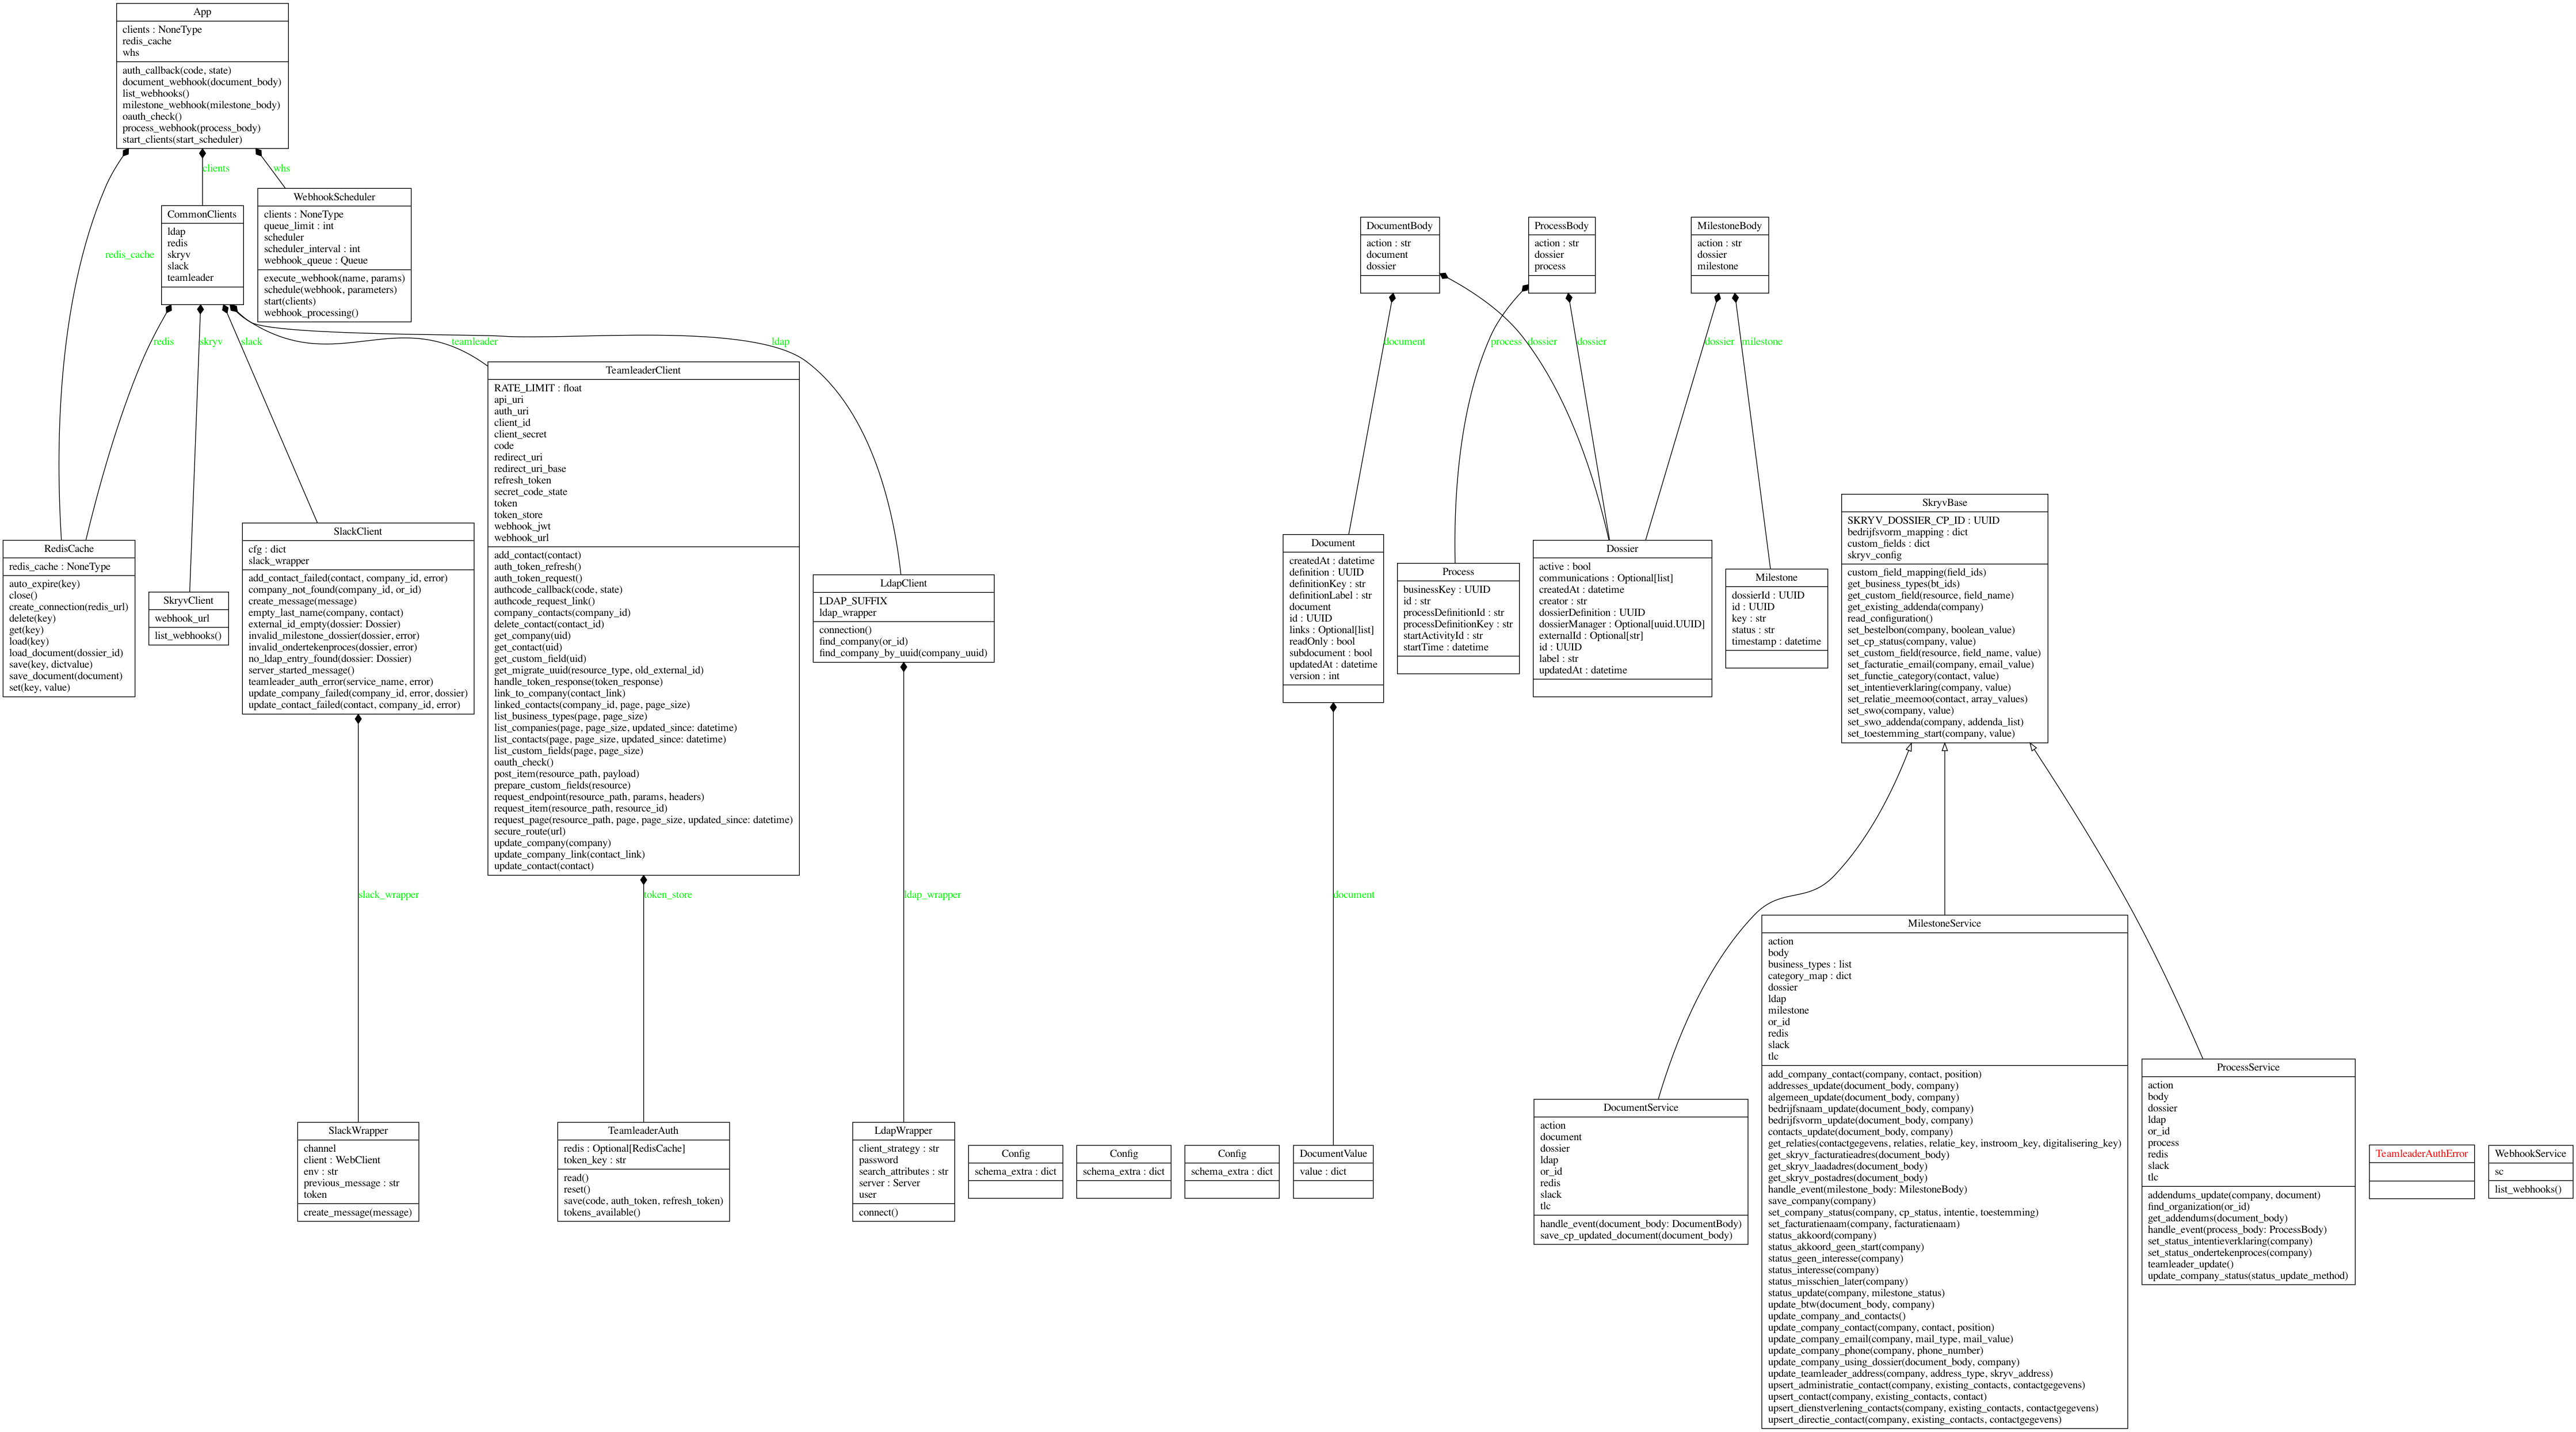 App
clients : NoneType
redis_cache
whs
auth_callback(code, state)
document_webhook(document_body)
list_webhooks()
milestone_webhook(milestone_body)
oauth_check()
process_webhook(process_body)
start_clients(start_scheduler)
clients
whs
redis_cache
CommonClients
ldap
redis
skryv
slack
teamleader
WebhookScheduler
clients : NoneType
queue_limit : int
scheduler
scheduler_interval : int
webhook_queue : Queue
execute_webhook(name, params)
schedule(webhook, parameters)
start(clients)
webhook_processing()
redis
skryv
slack
teamleader
ldap
DocumentBody
action : str
document
dossier
ProcessBody
action : str
dossier
process
MilestoneBody
action : str
dossier
milestone
document
process
dossier
dossier
dossier
milestone
RedisCache
redis_cache : NoneType
auto_expire(key)
close()
create_connection(redis_url)
delete(key)
get(key)
load(key)
load_document(dossier_id)
save(key, dictvalue)
save_document(document)
set(key, value)
SkryvClient
webhook_url
list_webhooks()
SlackClient
cfg : dict
slack_wrapper
add_contact_failed(contact, company_id, error)
company_not_found(company_id, or_id)
create_message(message)
empty_last_name(company, contact)
external_id_empty(dossier: Dossier)
invalid_milestone_dossier(dossier, error)
invalid_ondertekenproces(dossier, error)
no_ldap_entry_found(dossier: Dossier)
server_started_message()
teamleader_auth_error(service_name, error)
update_company_failed(company_id, error, dossier)
update_contact_failed(contact, company_id, error)
TeamleaderClient
RATE_LIMIT : float
api_uri
auth_uri
client_id
client_secret
code
redirect_uri
redirect_uri_base
refresh_token
secret_code_state
token
token_store
webhook_jwt
webhook_url
add_contact(contact)
auth_token_refresh()
auth_token_request()
authcode_callback(code, state)
authcode_request_link()
company_contacts(company_id)
delete_contact(contact_id)
get_company(uid)
get_contact(uid)
get_custom_field(uid)
get_migrate_uuid(resource_type, old_external_id)
handle_token_response(token_response)
link_to_company(contact_link)
linked_contacts(company_id, page, page_size)
list_business_types(page, page_size)
list_companies(page, page_size, updated_since: datetime)
list_contacts(page, page_size, updated_since: datetime)
list_custom_fields(page, page_size)
oauth_check()
post_item(resource_path, payload)
prepare_custom_fields(resource)
request_endpoint(resource_path, params, headers)
request_item(resource_path, resource_id)
request_page(resource_path, page, page_size, updated_since: datetime)
secure_route(url)
update_company(company)
update_company_link(contact_link)
update_contact(contact)
LdapClient
LDAP_SUFFIX
ldap_wrapper
connection()
find_company(or_id)
find_company_by_uuid(company_uuid)
Document
createdAt : datetime
definition : UUID
definitionKey : str
definitionLabel : str
document
id : UUID
links : Optional[list]
readOnly : bool
subdocument : bool
updatedAt : datetime
version : int
Process
businessKey : UUID
id : str
processDefinitionId : str
processDefinitionKey : str
startActivityId : str
startTime : datetime
Dossier
active : bool
communications : Optional[list]
createdAt : datetime
creator : str
dossierDefinition : UUID
dossierManager : Optional[uuid.UUID]
externalId : Optional[str]
id : UUID
label : str
updatedAt : datetime
Milestone
dossierId : UUID
id : UUID
key : str
status : str
timestamp : datetime
SkryvBase
SKRYV_DOSSIER_CP_ID : UUID
bedrijfsvorm_mapping : dict
custom_fields : dict
skryv_config
custom_field_mapping(field_ids)
get_business_types(bt_ids)
get_custom_field(resource, field_name)
get_existing_addenda(company)
read_configuration()
set_bestelbon(company, boolean_value)
set_cp_status(company, value)
set_custom_field(resource, field_name, value)
set_facturatie_email(company, email_value)
set_functie_category(contact, value)
set_intentieverklaring(company, value)
set_relatie_meemoo(contact, array_values)
set_swo(company, value)
set_swo_addenda(company, addenda_list)
set_toestemming_start(company, value)
slack_wrapper
token_store
ldap_wrapper
document
SlackWrapper
channel
client : WebClient
env : str
previous_message : str
token
create_message(message)
TeamleaderAuth
redis : Optional[RedisCache]
token_key : str
read()
reset()
save(code, auth_token, refresh_token)
tokens_available()
LdapWrapper
client_strategy : str
password
search_attributes : str
server : Server
user
connect()
Config
schema_extra : dict
Config
schema_extra : dict
Config
schema_extra : dict
DocumentValue
value : dict
DocumentService
action
document
dossier
ldap
or_id
redis
slack
tlc
handle_event(document_body: DocumentBody)
save_cp_updated_document(document_body)
MilestoneService
action
body
business_types : list
category_map : dict
dossier
ldap
milestone
or_id
redis
slack
tlc
add_company_contact(company, contact, position)
addresses_update(document_body, company)
algemeen_update(document_body, company)
bedrijfsnaam_update(document_body, company)
bedrijfsvorm_update(document_body, company)
contacts_update(document_body, company)
get_relaties(contactgegevens, relaties, relatie_key, instroom_key, digitalisering_key)
get_skryv_facturatieadres(document_body)
get_skryv_laadadres(document_body)
get_skryv_postadres(document_body)
handle_event(milestone_body: MilestoneBody)
save_company(company)
set_company_status(company, cp_status, intentie, toestemming)
set_facturatienaam(company, facturatienaam)
status_akkoord(company)
status_akkoord_geen_start(company)
status_geen_interesse(company)
status_interesse(company)
status_misschien_later(company)
status_update(company, milestone_status)
update_btw(document_body, company)
update_company_and_contacts()
update_company_contact(company, contact, position)
update_company_email(company, mail_type, mail_value)
update_company_phone(company, phone_number)
update_company_using_dossier(document_body, company)
update_teamleader_address(company, address_type, skryv_address)
upsert_administratie_contact(company, existing_contacts, contactgegevens)
upsert_contact(company, existing_contacts, contact)
upsert_dienstverlening_contacts(company, existing_contacts, contactgegevens)
upsert_directie_contact(company, existing_contacts, contactgegevens)
ProcessService
action
body
dossier
ldap
or_id
process
redis
slack
tlc
addendums_update(company, document)
find_organization(or_id)
get_addendums(document_body)
handle_event(process_body: ProcessBody)
set_status_intentieverklaring(company)
set_status_ondertekenproces(company)
teamleader_update()
update_company_status(status_update_method)
TeamleaderAuthError
WebhookService
sc
list_webhooks()